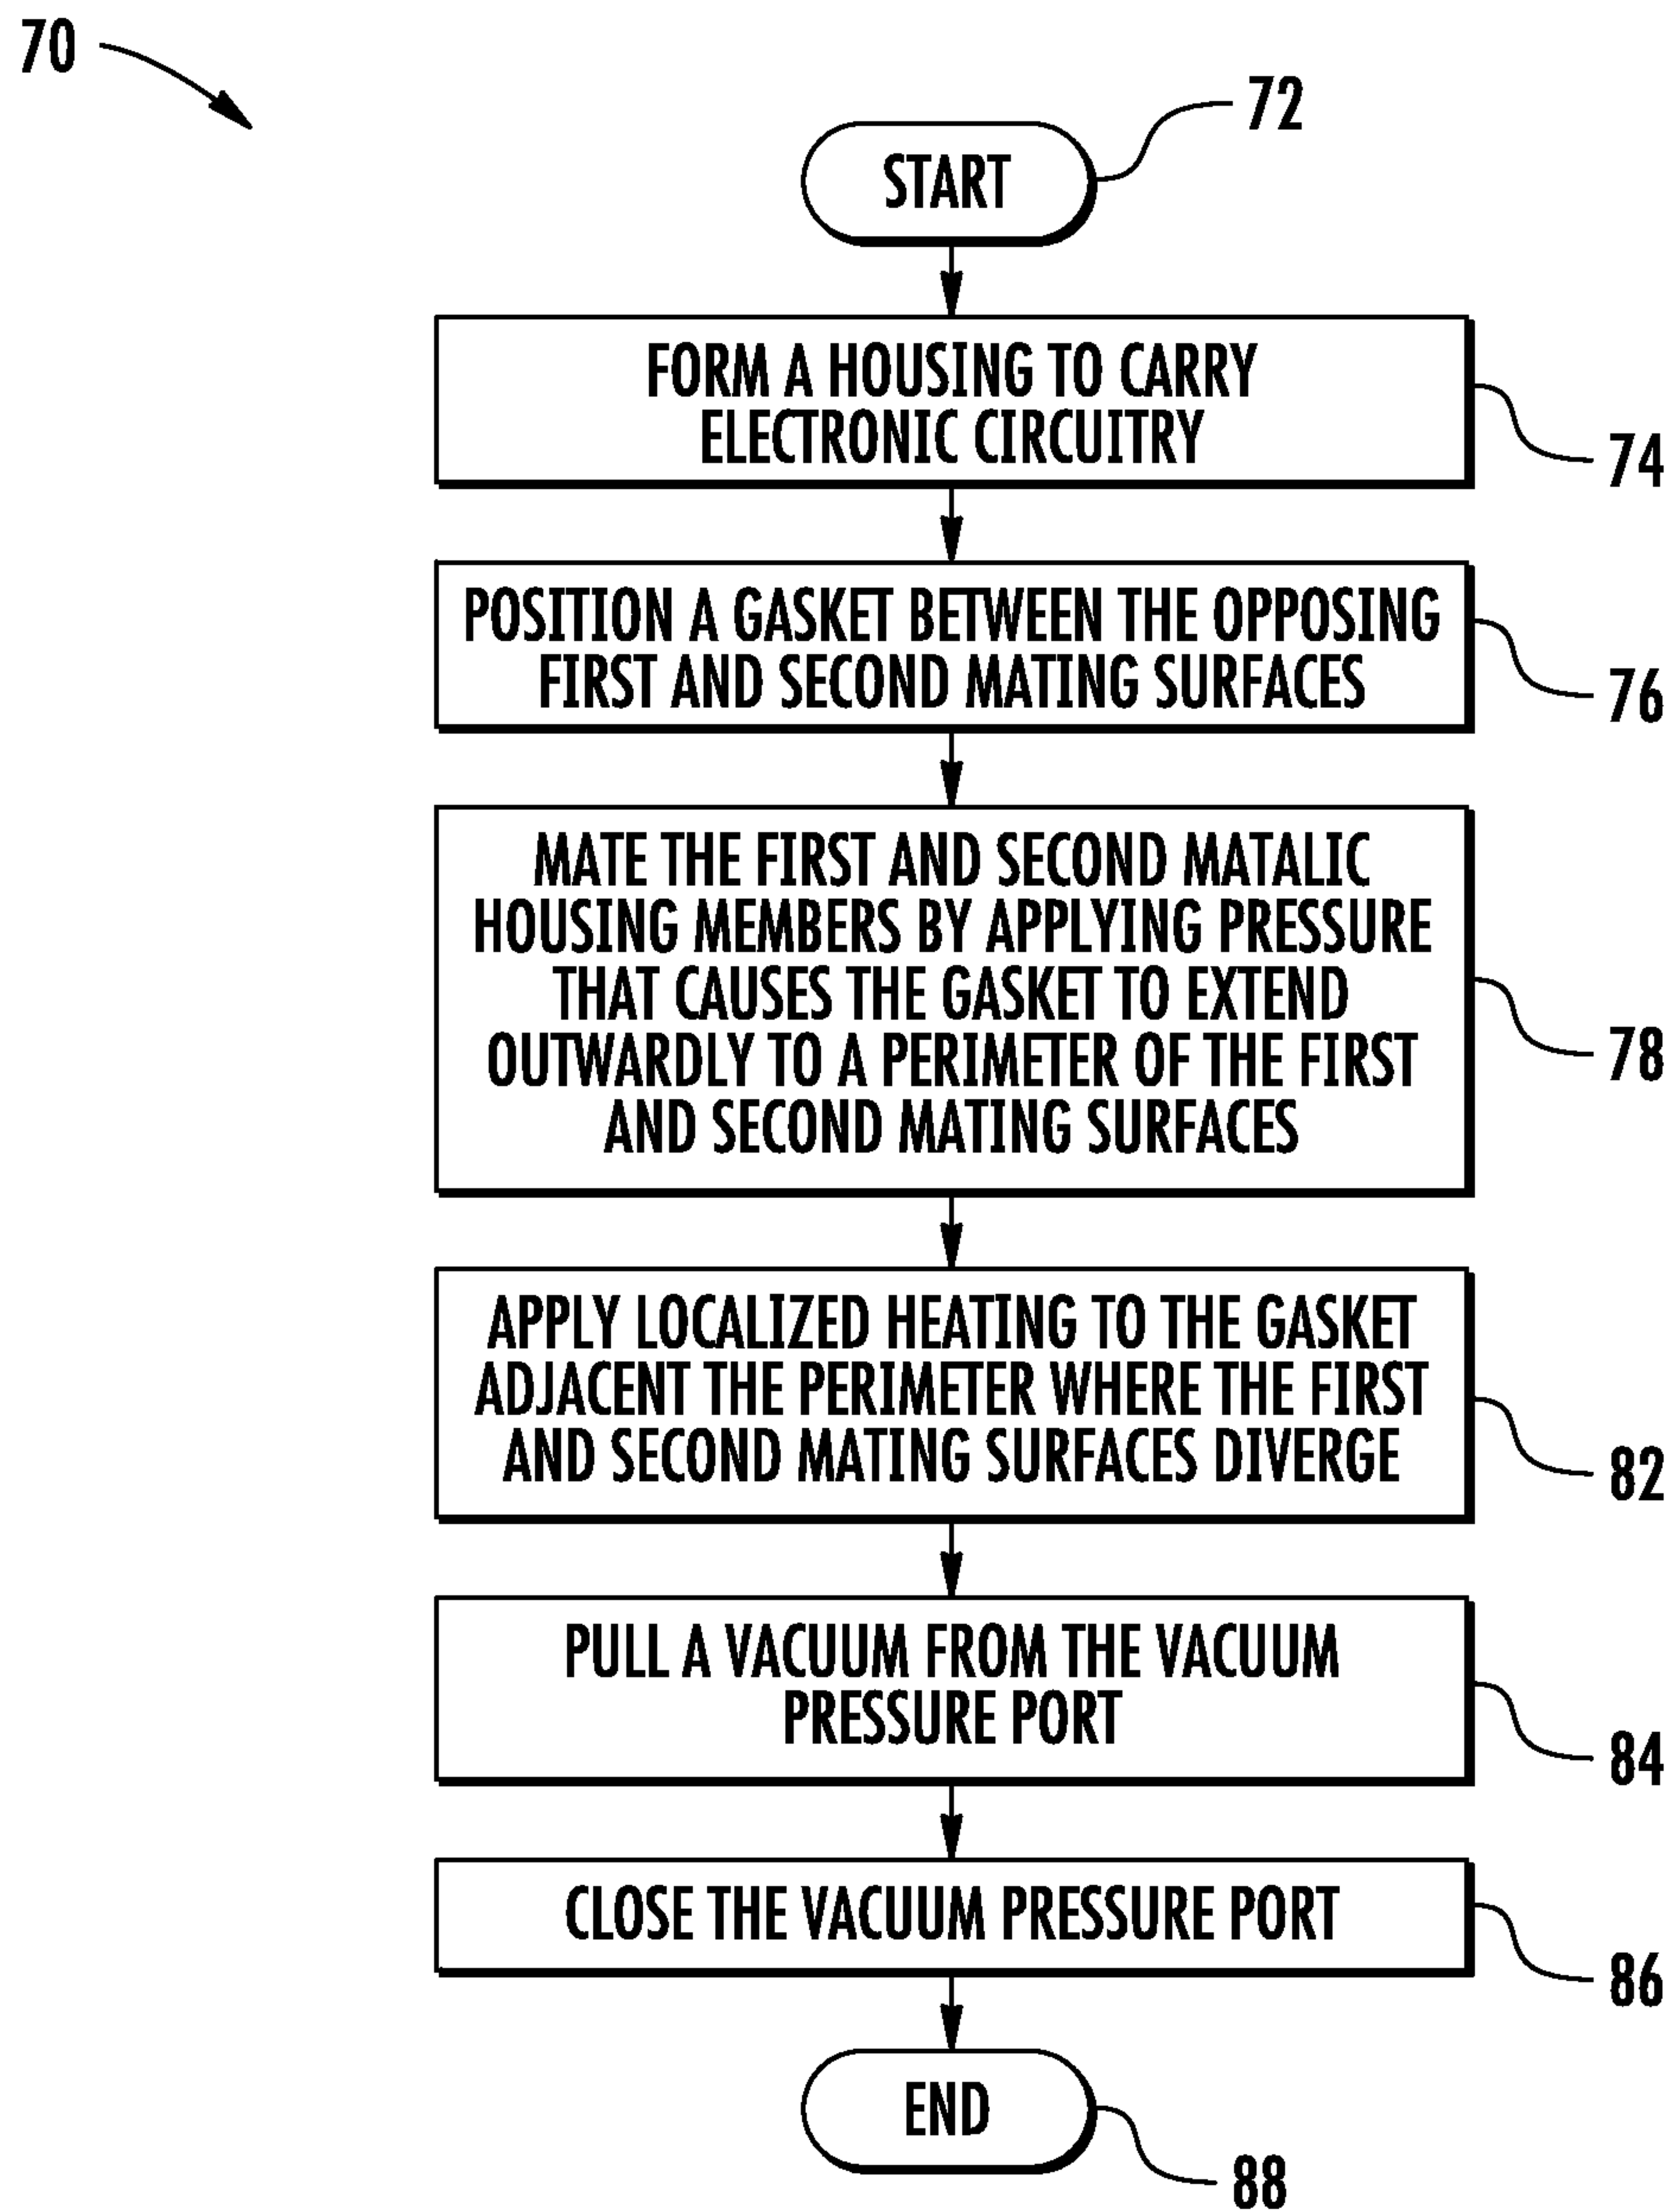 70
72
START
FORM A HOUSING TO CARRY
ELECTRONIC CIRCUITRY
74
POSITION A GASKET BETWEEN THE OPPOSING
FIRST AND SECOND MATING SURFACES
76
MATE THE FIRST AND SECOND MATALIC
HOUSING MEMBERS BY APPLYING PRESSURE
THAT CAUSES THE GASKET TO EXTEND
OUTWARDLY TO A PERIMETER OF THE FIRST
AND SECOND MATING SURFACES
78
APPLY LOCALIZED HEATING TO THE GASKET
ADJACENT THE PERIMETER WHERE THE FIRST
AND SECOND MATING SURFACES DIVERGE
82
PULL A VACUUM FROM THE VACUUM
PRESSURE PORT
84
CLOSE THE VACUUM PRESSURE PORT
86
END
88